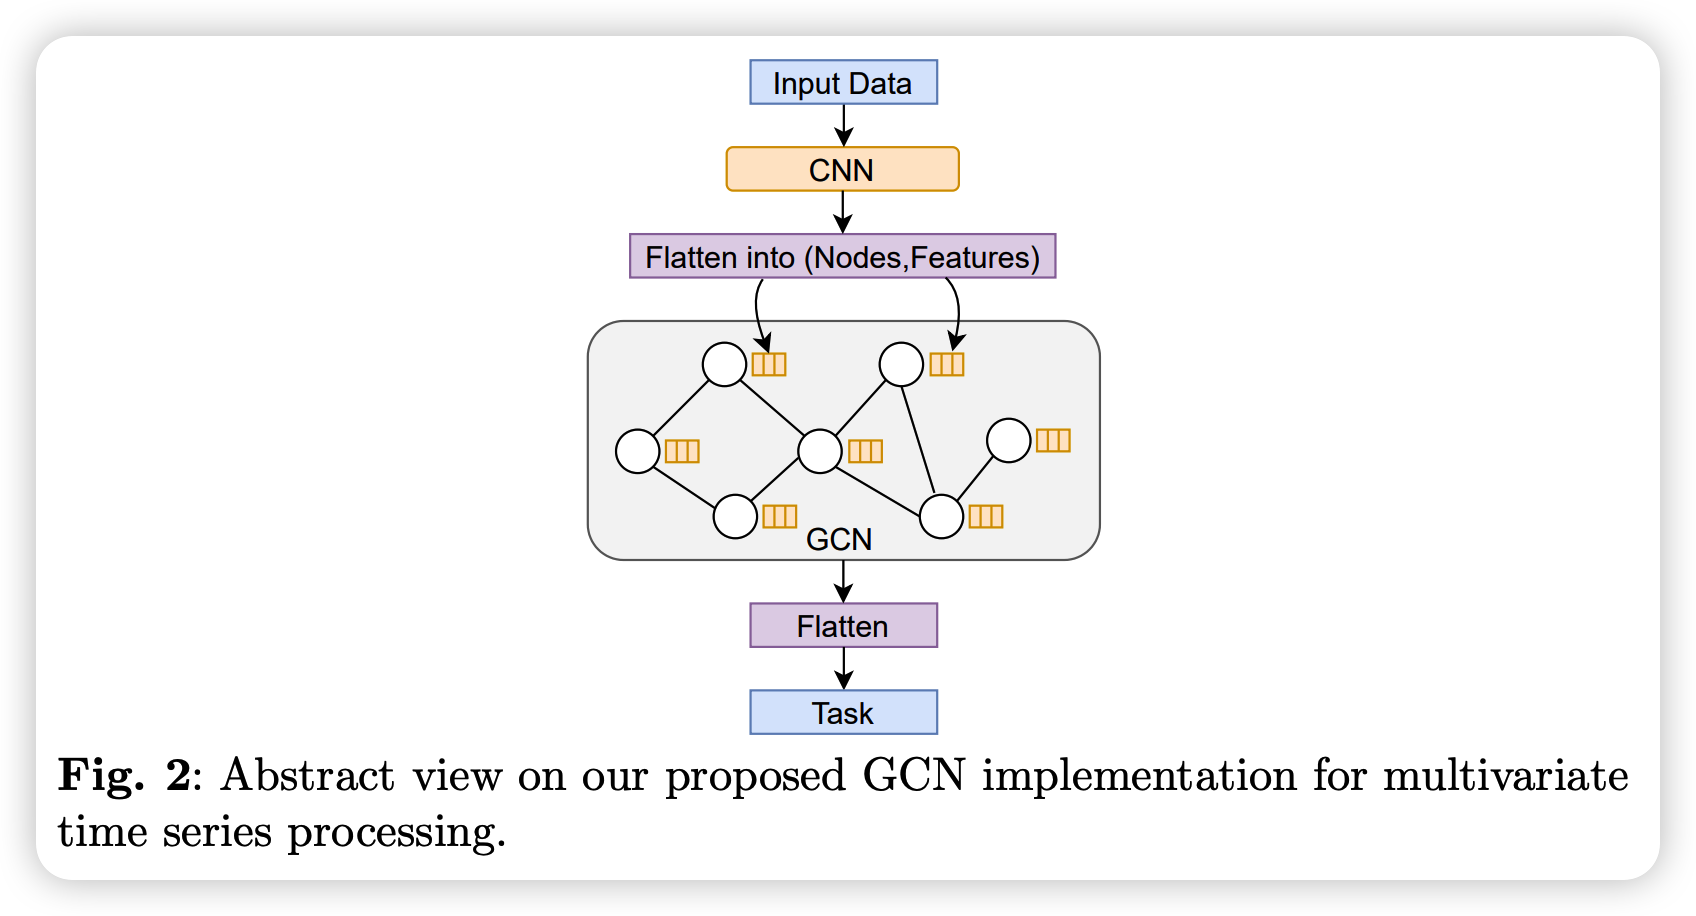 Input Data
CNN
Flatten into (Nodes,Features)
GCN
Flatten
Task
Fig. 2: Abstract view on our proposed GCN implementation for multivariate
time series processing.